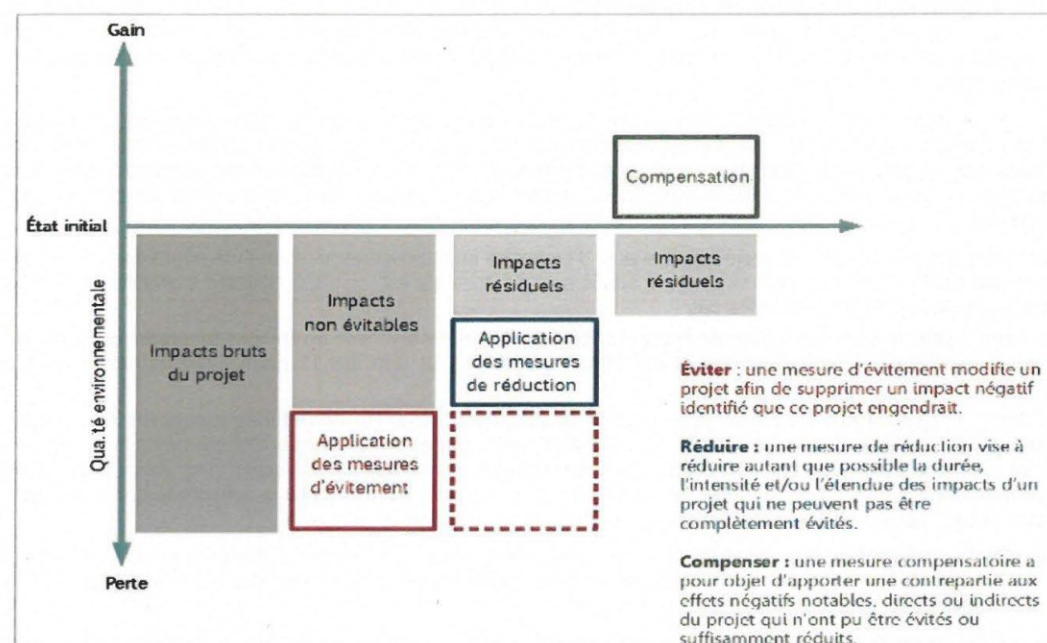 Gain
Compensation
État initial
Impacts bruts
du projet
Impacts
non évitables
Impacts
résiduels
Impacts
résiduels
Application
des mesures
de réduction
Application
des mesures
d'évitement
Qua.té environnementale
Perte
Éviter : une mesure d'évitement modifie un
projet afin de supprimer un impact négatif
identifié que ce projet engendrait.
Réduire : une mesure de réduction vise à
réduire autant que possible la durée,
l'intensité et/ou l'étendue des impacts d'un
projet qui ne peuvent pas être
complètement évités.
Compenser : une mesure compensatoire a
pour objet d'apporter une contrepartie aux
effets négatifs notables, directs ou indirects
du projet qui n'ont pu être évités ou
suffisamment réduits.